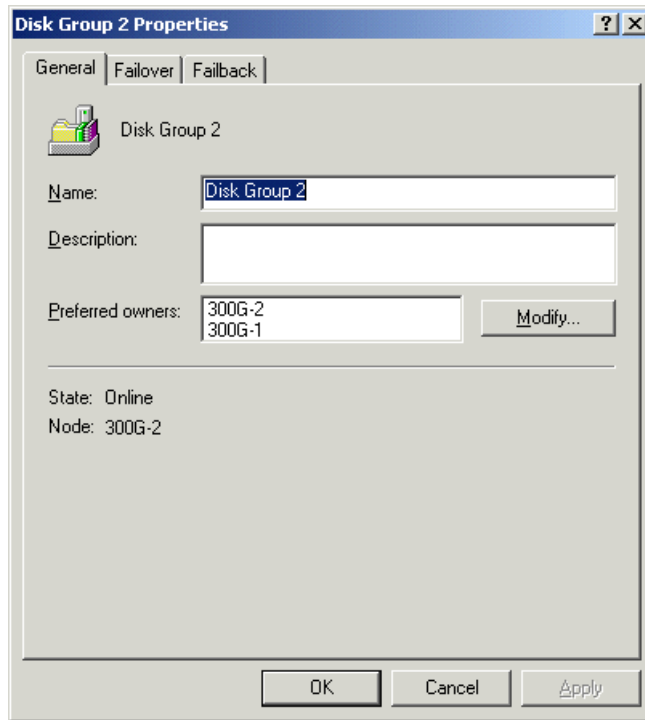 Disk Group 2 Properties
General Failover Failback
Disk Group 2
Name: Disk Group 2
Description:
Preferred owners: 300G-2
300G-1
Modify...
State: Online
Node: 300G-2
OK Cancel Apply